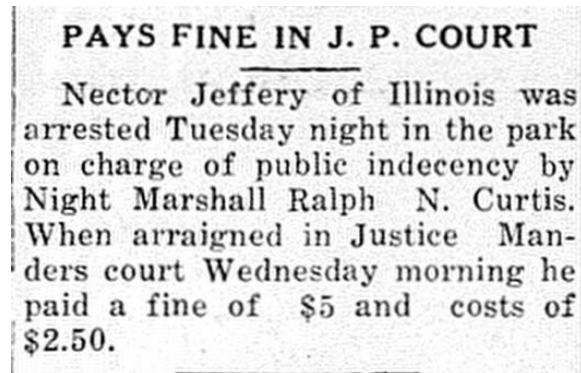 PAYS FINE IN J. P. COURT
Nector Jeffery of Illinois was
arrested Tuesday night in the park
on charge of public indecency by
Night Marshall Ralph N. Curtis.
When arraigned in Justice Man-
ders court Wednesday morning he
paid a fine of $5 and costs of
$2.50.